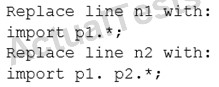 Replace line n1 with:
import p1.*;
Replace line n2 with:
import p1. p2.*;